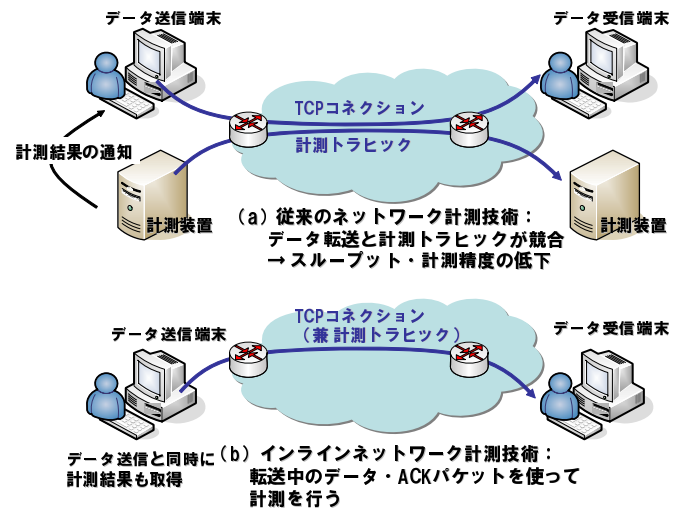 データ送信端末
データ受信端末
TCPコネクション
計測トラヒック
計測結果の通知
計測装置
計測装置
(a) 従来のネットワーク計測技術：
データ転送と計測トラヒックが競合
→ スループット・計測精度の低下
データ送信端末
TCPコネクション
（兼 計測トラヒック）
データ受信端末
データ送信と同時に
計測結果も取得
(b) インラインネットワーク計測技術：
転送中のデータ・ACKパケットを使って
計測を行う